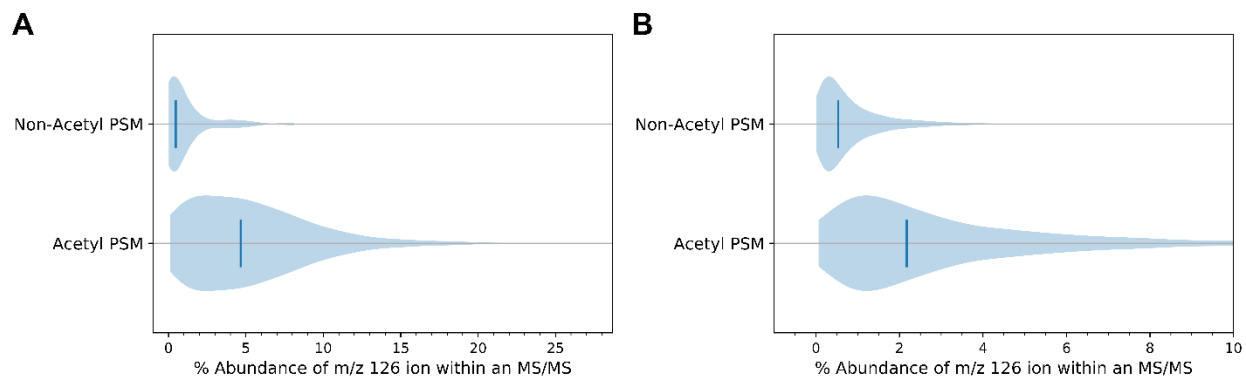 A
Non-Acetyl PSM
Acetyl PSM
0 5 10 15 20 25
% Abundance of m/z 126 ion within an MS/MS
B
Non-Acetyl PSM
Acetyl PSM
0 2 4 6 8 10
% Abundance of m/z 126 ion within an MS/MS